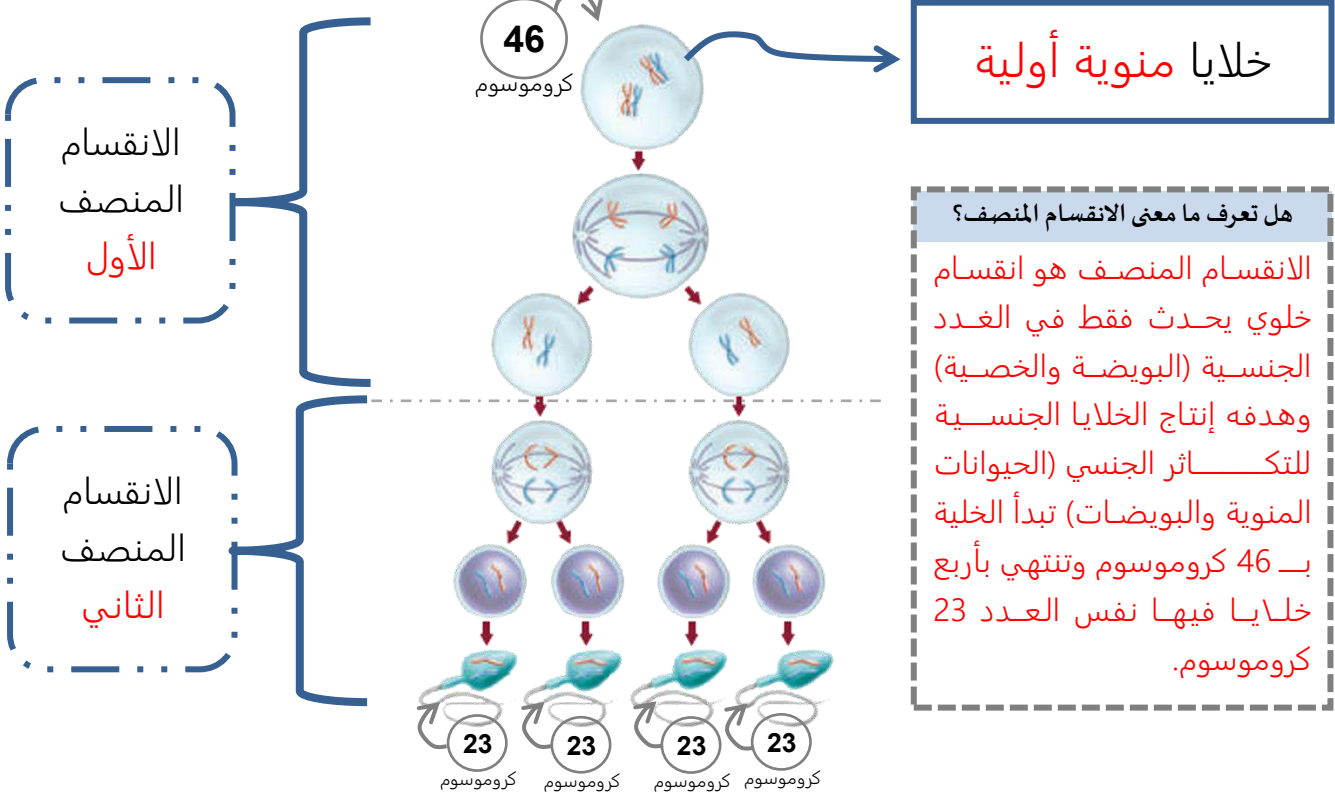 46
كروموسوم
خلايا منوية أولية
الانقسام
المنصف
الأول
هل تعرف ما معنى الانقسام المنصف؟
الانقسام المنصف هو انقسام
خلوي يحدث فقط في الغدد
الجنسية (البويضة والخصية)
وهدفه إنتاج الخلايا الجنسية
للتكاثر الجنسي (الحيوانات
المنوية والبويضات) تبدأ الخلية
بـ 46 كروموسوم وتنتهي بأربع
خلايا فيها نفس العدد 23
كروموسوم.
الانقسام
المنصف
الثاني
23
كروموسوم
23
كروموسوم
23
كروموسوم
23
كروموسوم